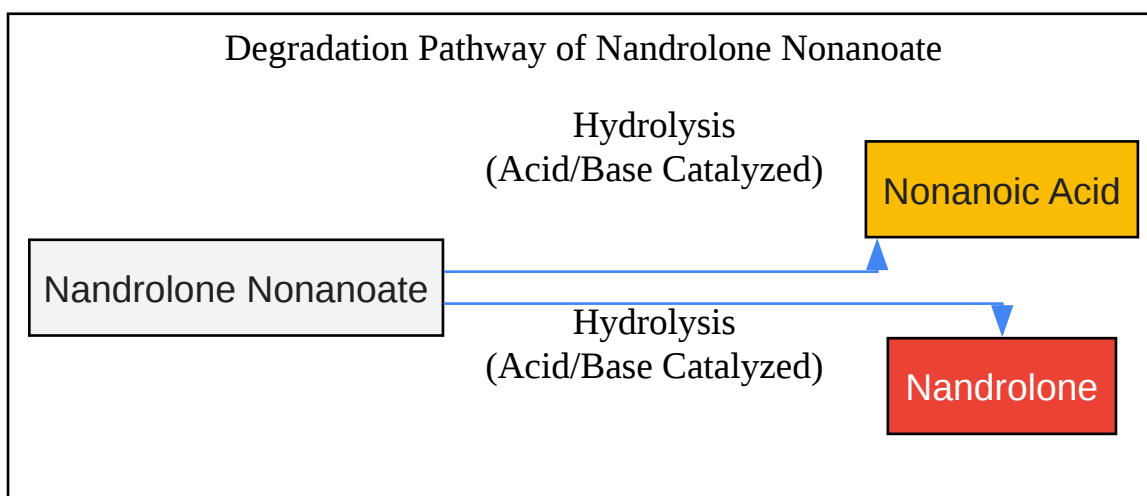 Degradation Pathway of Nandrolone Nonanoate
Hydrolysis
(Acid/Base Catalyzed)
Nonanoic Acid
Nandrolone Nonanoate
Hydrolysis
(Acid/Base Catalyzed)
Nandrolone